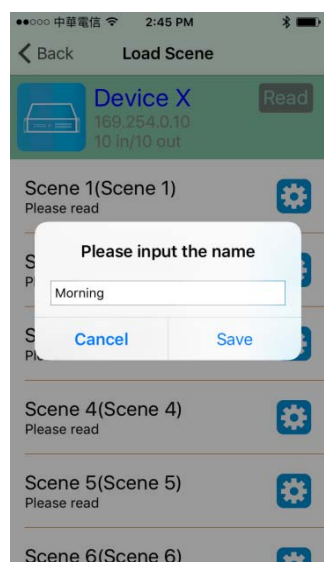 中華電信 2:45 PM
Back Load Scene
Device X Read
169.254.0.10
10 in/10 out
Scene 1(Scene 1)
Please read
Please input the name
Morning
Cancel Save
Scene 4(Scene 4)
Please read
Scene 5(Scene 5)
Please read
Scene 6(Scene 6)